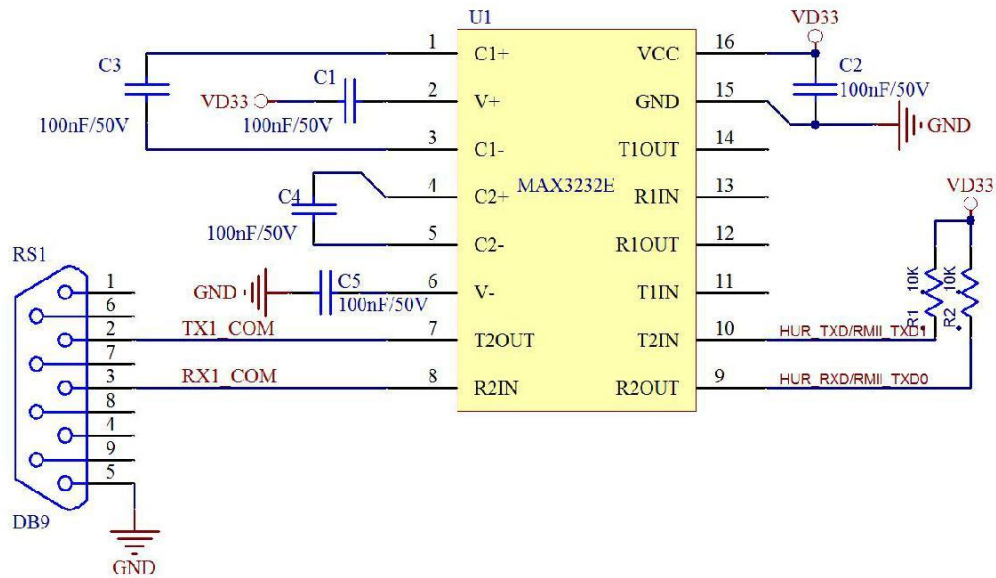 U1
VD33
1
C1+
VCC
16
C3
C1
C2
VD33
2
V+
GND
15
100nF/50V
100nF/50V
100nF/50V
GND
3
C1-
T1OUT
14
MAX3232E
4
C2+
R1IN
13
VD33
C4
100nF/50V
5
C2-
R1OUT
12
RS1
10K
10K
GND
C5
6
V-
T1IN
11
100nF/50V
R1
R2
1
6
2
TX1_COM
7
T2OUT
T2IN
10
HUR_TXD/RMII_TXD1
7
3
RX1_COM
8
R2IN
R2OUT
9
HUR_RXD/RMII_TXD0
8
4
9
5
DB9
GND